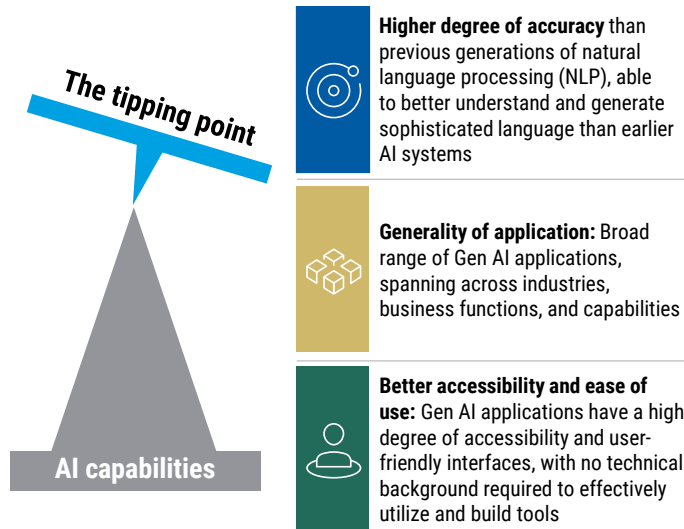 The tipping point
AI capabilities
Higher degree of accuracy than
previous generations of natural
language processing (NLP), able
to better understand and generate
sophisticated language than earlier
AI systems
Generality of application: Broad
range of Gen AI applications,
spanning across industries,
business functions, and capabilities
Better accessibility and ease of
use: Gen AI applications have a high
degree of accessibility and user-
friendly interfaces, with no technical
background required to effectively
utilize and build tools